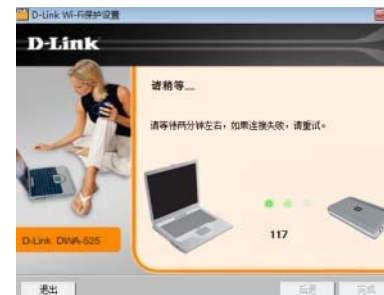 D-Link Wi-Fi保护设置
D-Link
请稍等...
请等待两分钟左右，如果连接失败，请重试。
117
D-Link DWA-525
退出
后退
完成